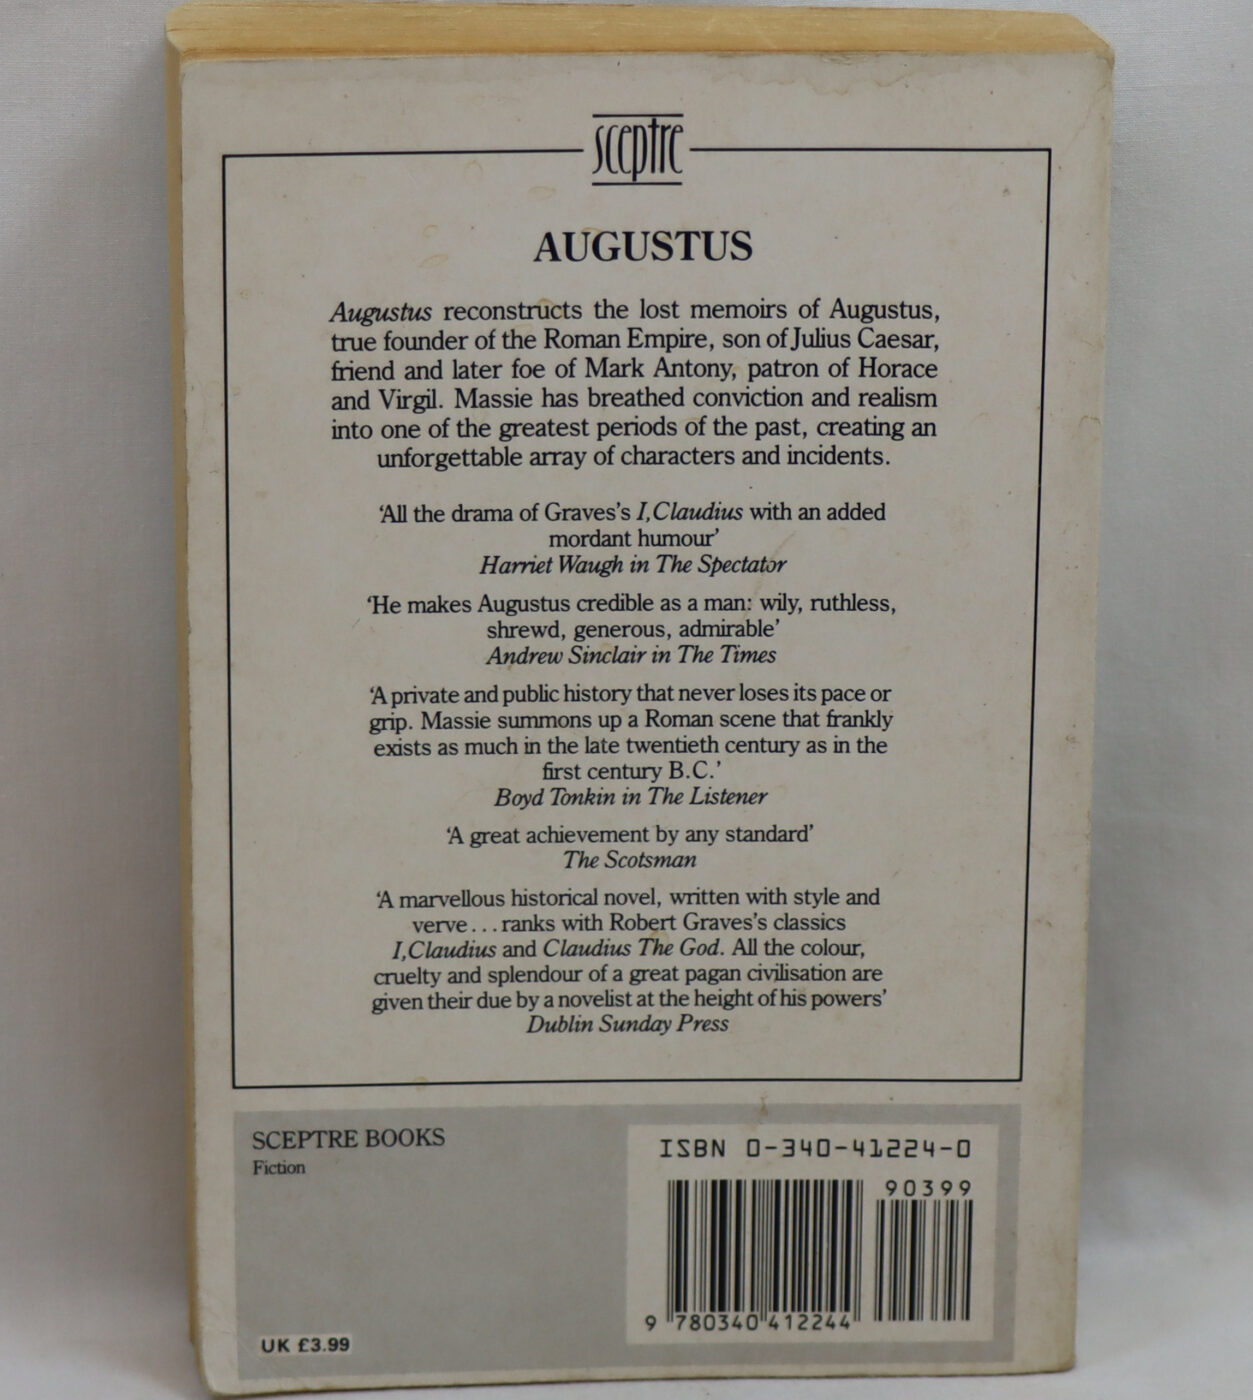 sceptre
AUGUSTUS
Augustus reconstructs the lost memoirs of Augustus,
true founder of the Roman Empire, son of Julius Caesar,
friend and later foe of Mark Antony, patron of Horace
and Virgil. Massie has breathed conviction and realism
into one of the greatest periods of the past, creating an
unforgettable array of characters and incidents.
‘All the drama of Graves’s I, Claudius with an added
mordant humour’
Harriet Waugh in The Spectator
‘He makes Augustus credible as a man: wily, ruthless,
shrewd, generous, admirable’
Andrew Sinclair in The Times
‘A private and public history that never loses its pace or
grip. Massie summons up a Roman scene that frankly
exists as much in the late twentieth century as in the
first century B.C.’
Boyd Tonkin in The Listener
‘A great achievement by any standard’
The Scotsman
‘A marvellous historical novel, written with style and
verve...ranks with Robert Graves’s classics
I, Claudius and Claudius The God. All the colour,
cruelty and splendour of a great pagan civilisation are
given their due by a novelist at the height of his powers’
Dublin Sunday Press
SCEPTRE BOOKS
Fiction
UK £3.99
ISBN 0-340-41224-0
90399
9 780340 412244